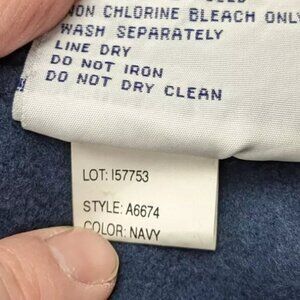 NON CHLORINE BLEACH ONLY
WASH SEPARATELY
LINE DRY
DO NOT IRON
DO NOT DRY CLEAN
LOT: I57753
STYLE: A6674
COLOR: NAVY